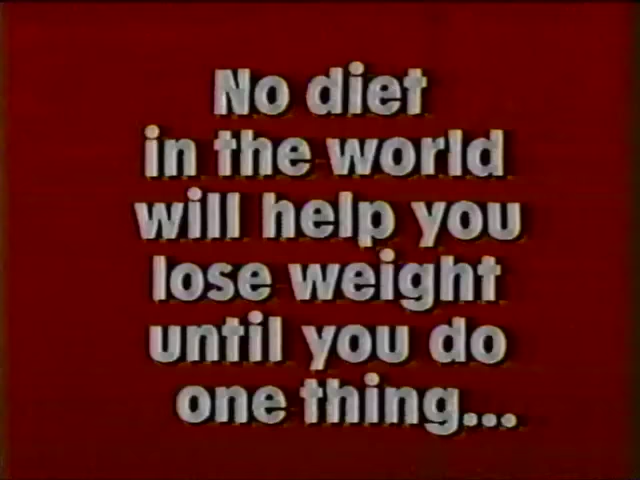 No diet
in the world
will help you
lose weight
until you do
one thing...